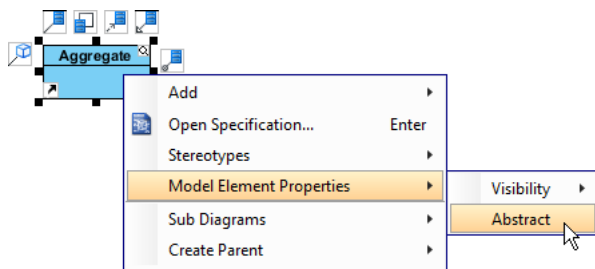 Aggregate
Add
Open Specification... Enter
Stereotypes
Model Element Properties
Visibility
Sub Diagrams
Abstract
Create Parent